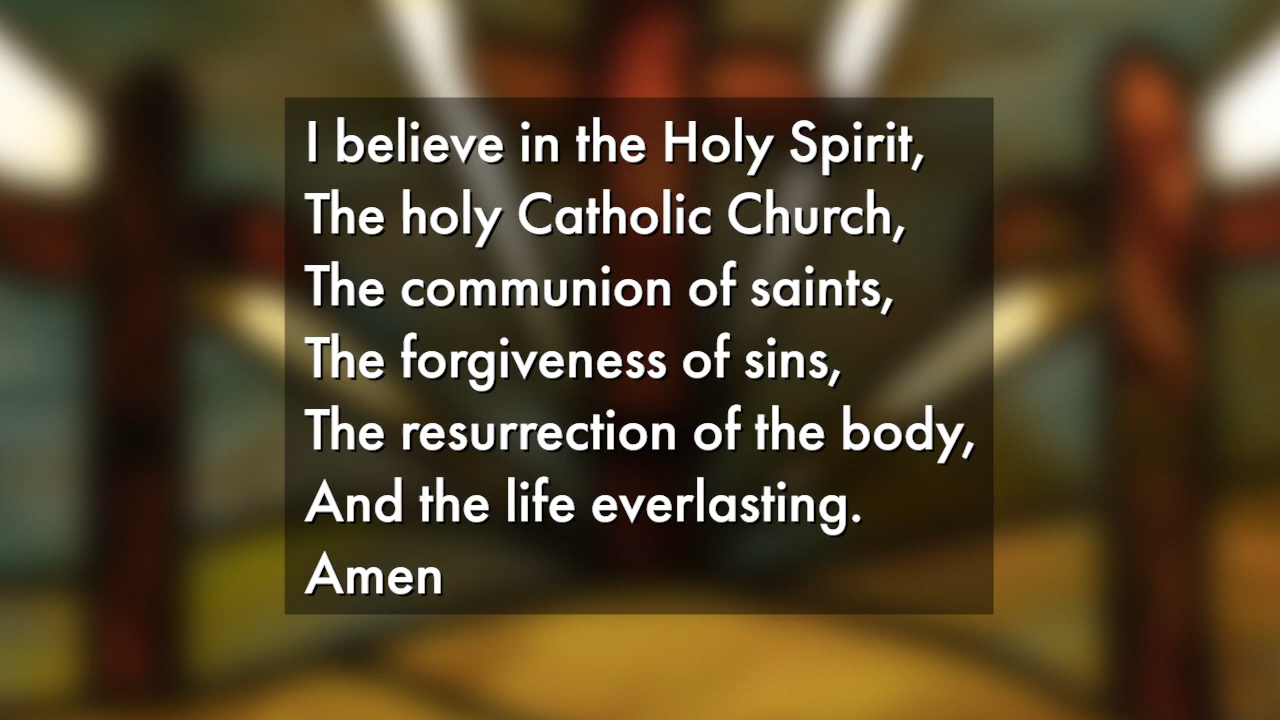 I believe in the Holy Spirit,
The holy Catholic Church,
The communion of saints,
The forgiveness of sins,
The resurrection of the body,
And the life everlasting.
Amen